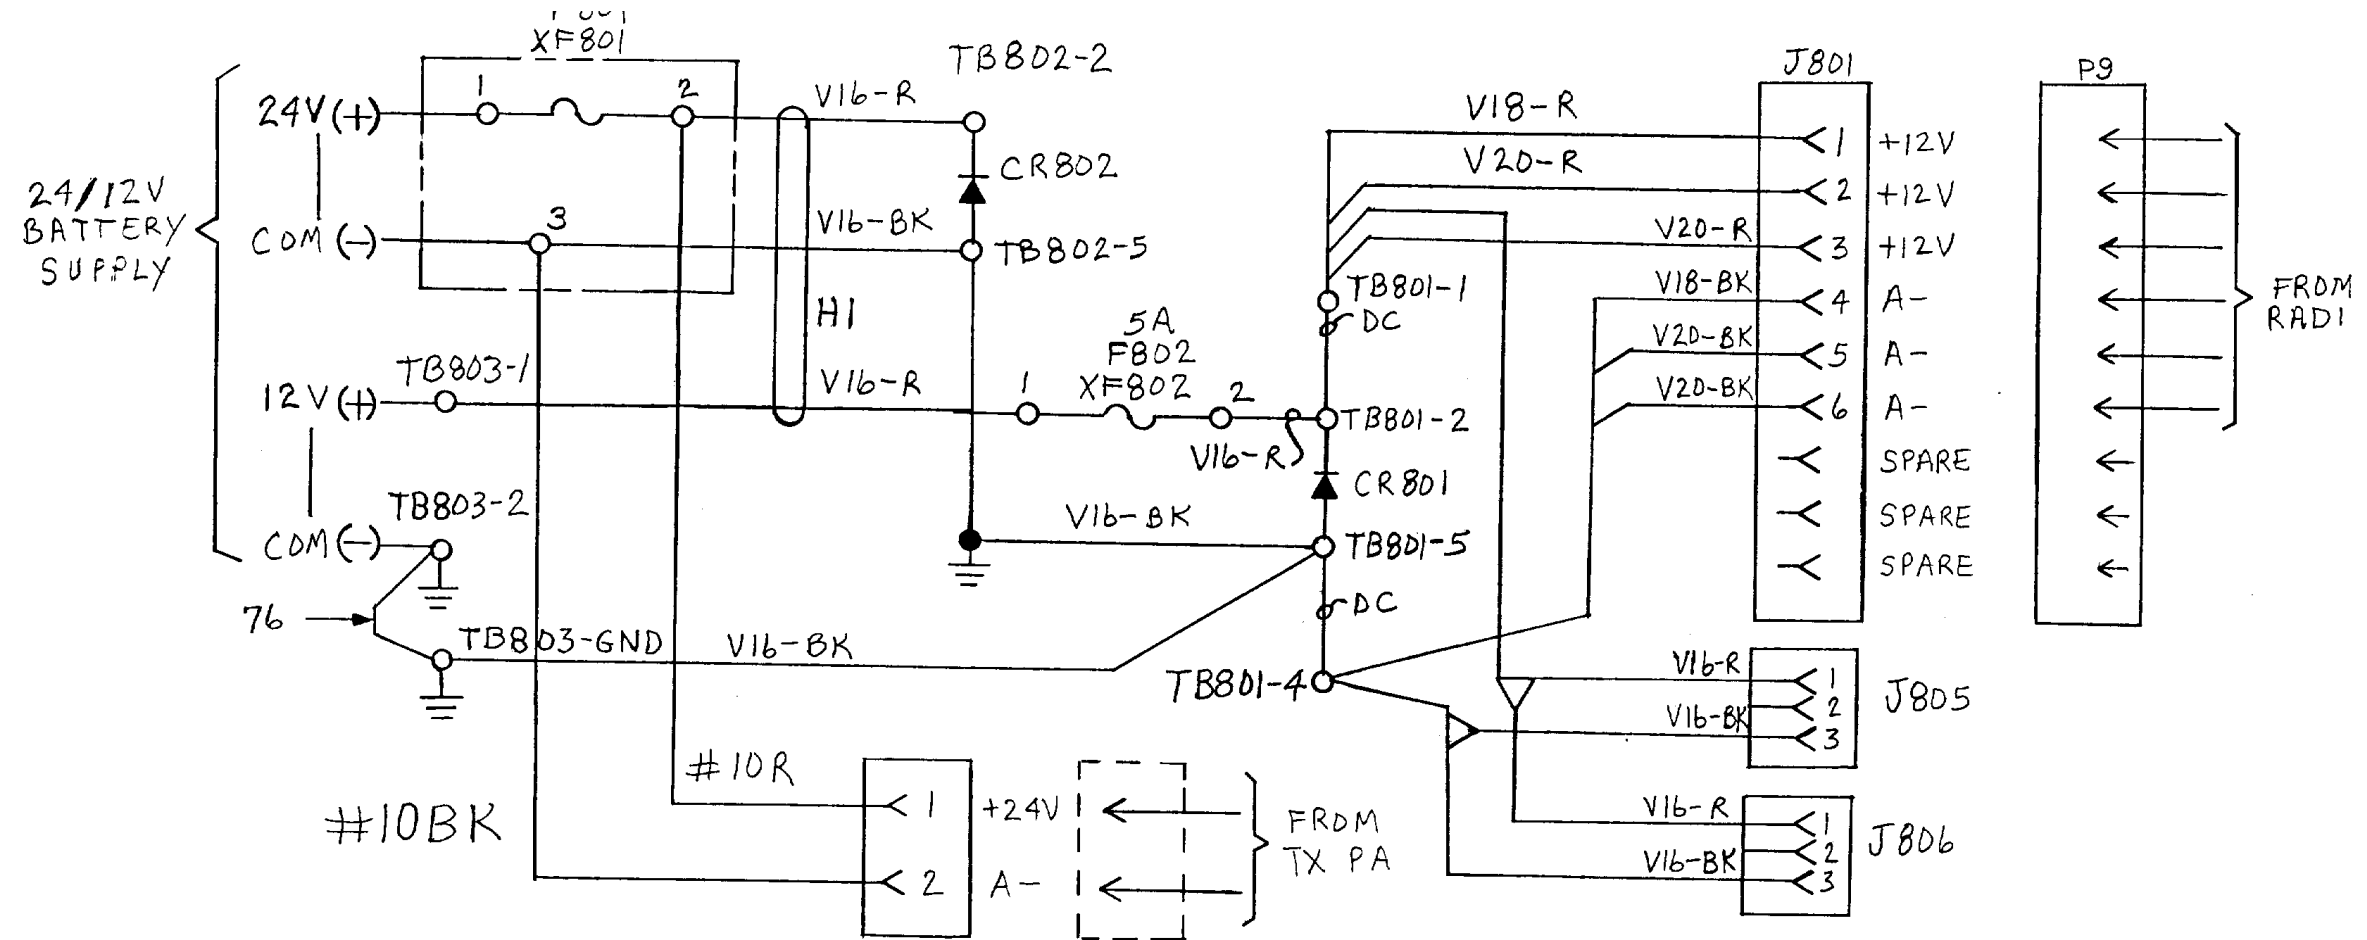 XF801
TB802-2
J801
P9
1
2
V16-R
24V(+)
V18-R
1
+12V
CR802
V20-R
2
+12V
24/12V
BATTERY
SUPPLY
3
V16-BK
COM(-)
TB802-5
V20-R
3
+12V
TB801-1
V18-BK
4
A-
FROM
RADI
H1
DC
5A
F802
XF802
V20-BK
5
A-
TB803-1
V16-R
1
2
V20-BK
12V(+)
6
A-
TB801-2
V16-R
SPARE
CR801
TB803-2
V16-BK
SPARE
COM(-)
TB801-5
SPARE
76
DC
TB803-GND
V16-BK
TB801-4
V16-R
1
J805
2
V16-BK
3
#10R
#10BK
1
+24V
FROM
TX PA
V16-R
1
J806
2
V16-BK
3
2
A-